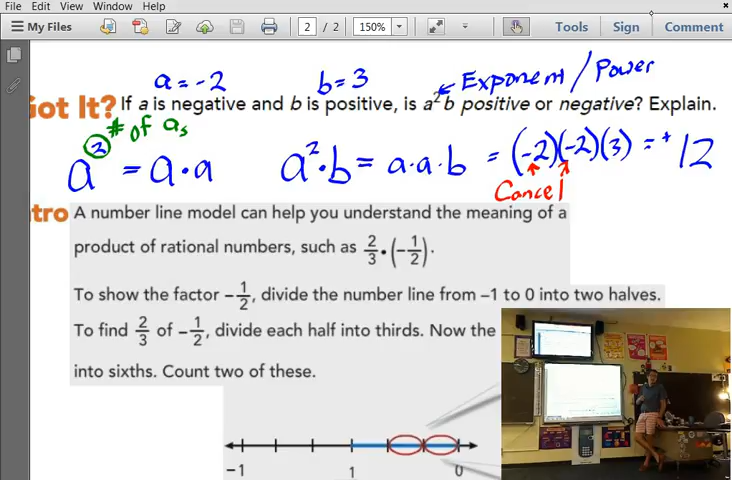 File Edit View Window Help
My Files 2 / 2 150% Tools Sign Comment
a = -2 b = 3 Exponent / Power
Got It? If a is negative and b is positive, is a²b positive or negative? Explain.
# of as
a² = a·a a²·b = a·a·b = (-2)(-2)(3) = +12
Cancel
tro A number line model can help you understand the meaning of a
product of rational numbers, such as 2/3 · (-1/2).
To show the factor -1/2, divide the number line from -1 to 0 into two halves.
To find 2/3 of -1/2, divide each half into thirds. Now the
into sixths. Count two of these.
-1 1 0